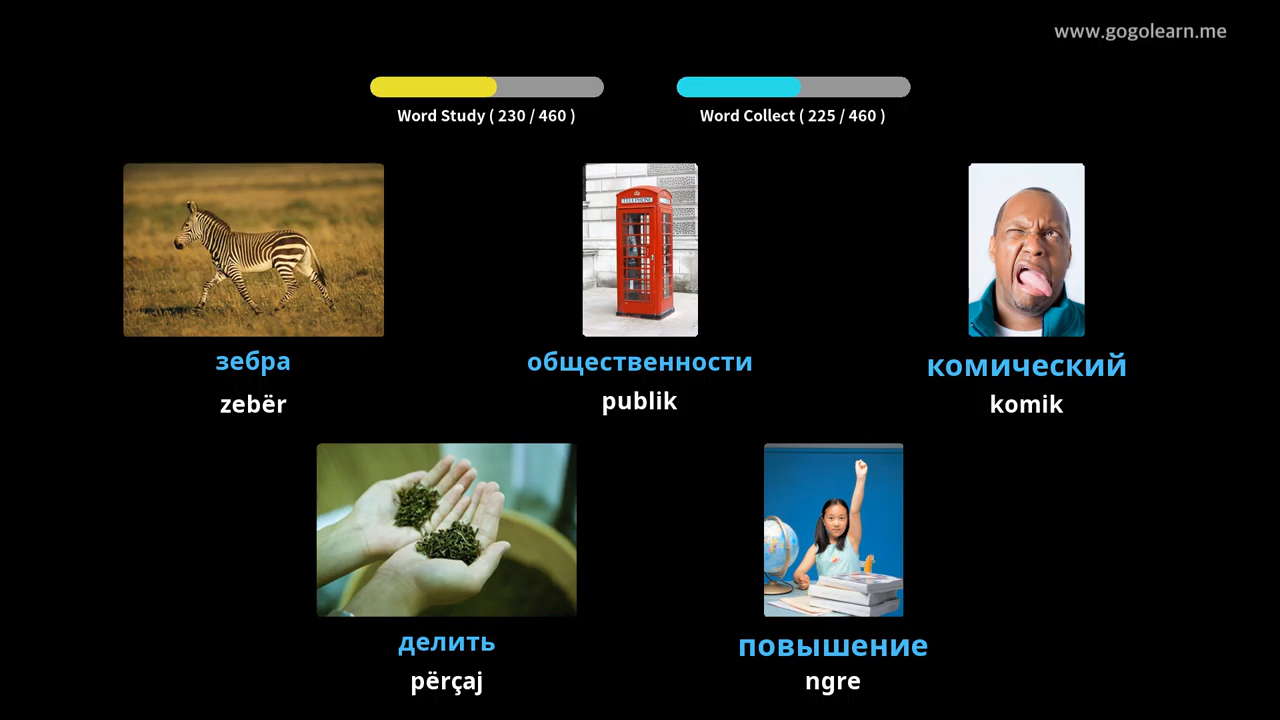 www.gogolearn.me
Word Study ( 230 / 460 )
Word Collect ( 225 / 460 )
TELEPHONE
зебра
общественности
комический
zebër
publik
komik
делить
повышение
përçaj
ngre